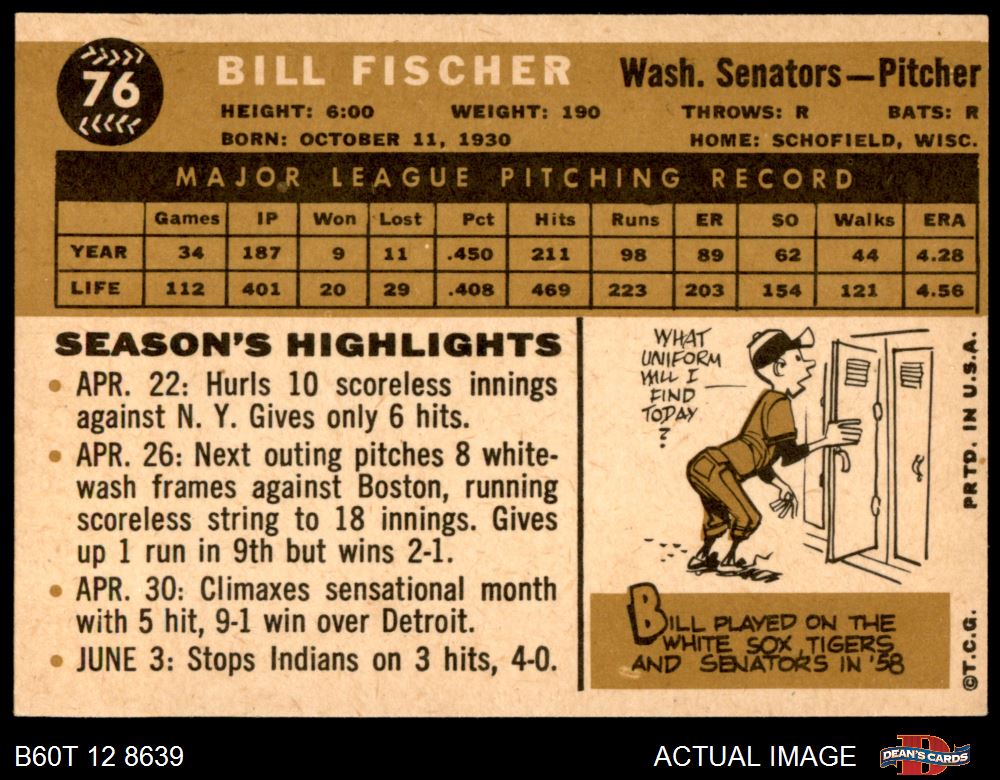 76
BILL FISCHER
Wash. Senators—Pitcher
HEIGHT: 6:00 WEIGHT: 190 THROWS: R BATS: R
BORN: OCTOBER 11, 1930 HOME: SCHOFIELD, WISC.
MAJOR LEAGUE PITCHING RECORD
Games IP Won Lost Pct Hits Runs ER SO Walks ERA
YEAR 34 187 9 11 .450 211 98 89 62 44 4.28
LIFE 112 401 20 29 .408 469 223 203 154 121 4.56
SEASON'S HIGHLIGHTS
• APR. 22: Hurls 10 scoreless innings
against N. Y. Gives only 6 hits.
• APR. 26: Next outing pitches 8 white-
wash frames against Boston, running
scoreless string to 18 innings. Gives
up 1 run in 9th but wins 2-1.
• APR. 30: Climaxes sensational month
with 5 hit, 9-1 win over Detroit.
• JUNE 3: Stops Indians on 3 hits, 4-0.
WHAT
UNIFORM
WILL I
FIND
TODAY
?
BILL PLAYED ON THE
WHITE SOX, TIGERS
AND SENATORS IN '58
PRTD. IN U.S.A.
©T.C.G.
B60T 12 8639
ACTUAL IMAGE
DEAN'S CARDS